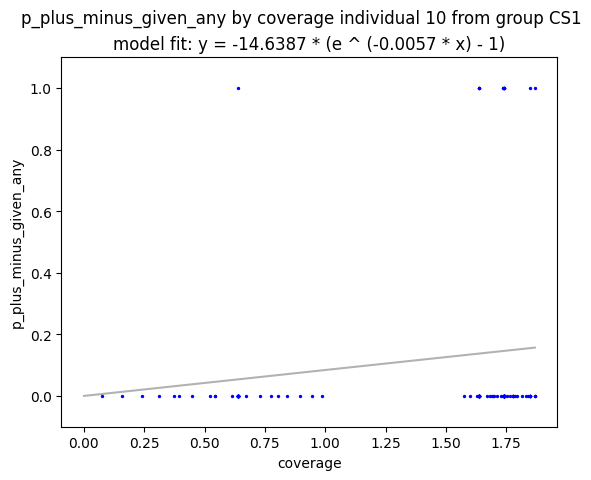 p_plus_minus_given_any by coverage individual 10 from group CS1
model fit: y = -14.6387 * (e ^ (-0.0057 * x) - 1)
1.0
0.8
0.6
0.4
0.2
0.0
p_plus_minus_given_any
0.00 0.25 0.50 0.75 1.00 1.25 1.50 1.75
coverage